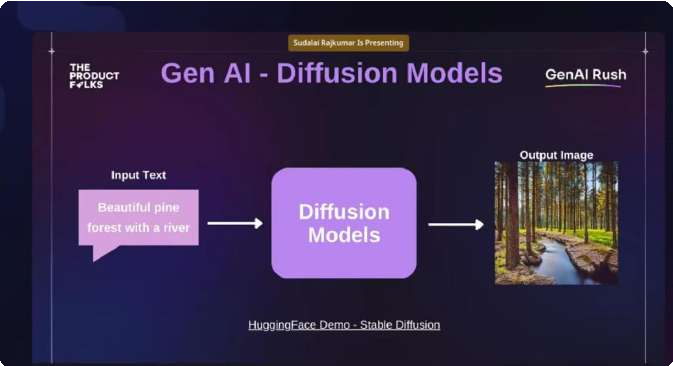 Sudalai Rajkumar Is Presenting
THE
PRODUCT
F LKS
Gen AI - Diffusion Models
GenAI Rush
Input Text
Beautiful pine
forest with a river
Diffusion
Models
Output Image
HuggingFace Demo - Stable Diffusion